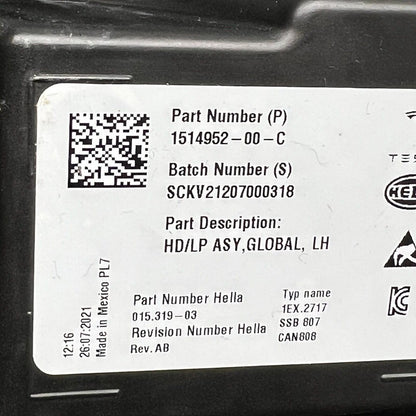 Part Number (P)
1514952-00-C
Batch Number (S)
SCKV21207000318
Part Description:
HD/LP ASY,GLOBAL, LH
TES
HEL
Part Number Hella
015.319-03
Revision Number Hella
Rev. AB
Typ name
1EX.2717
SSB 807
CAN808
12:16
26:07:2021
Made in Mexico PL7